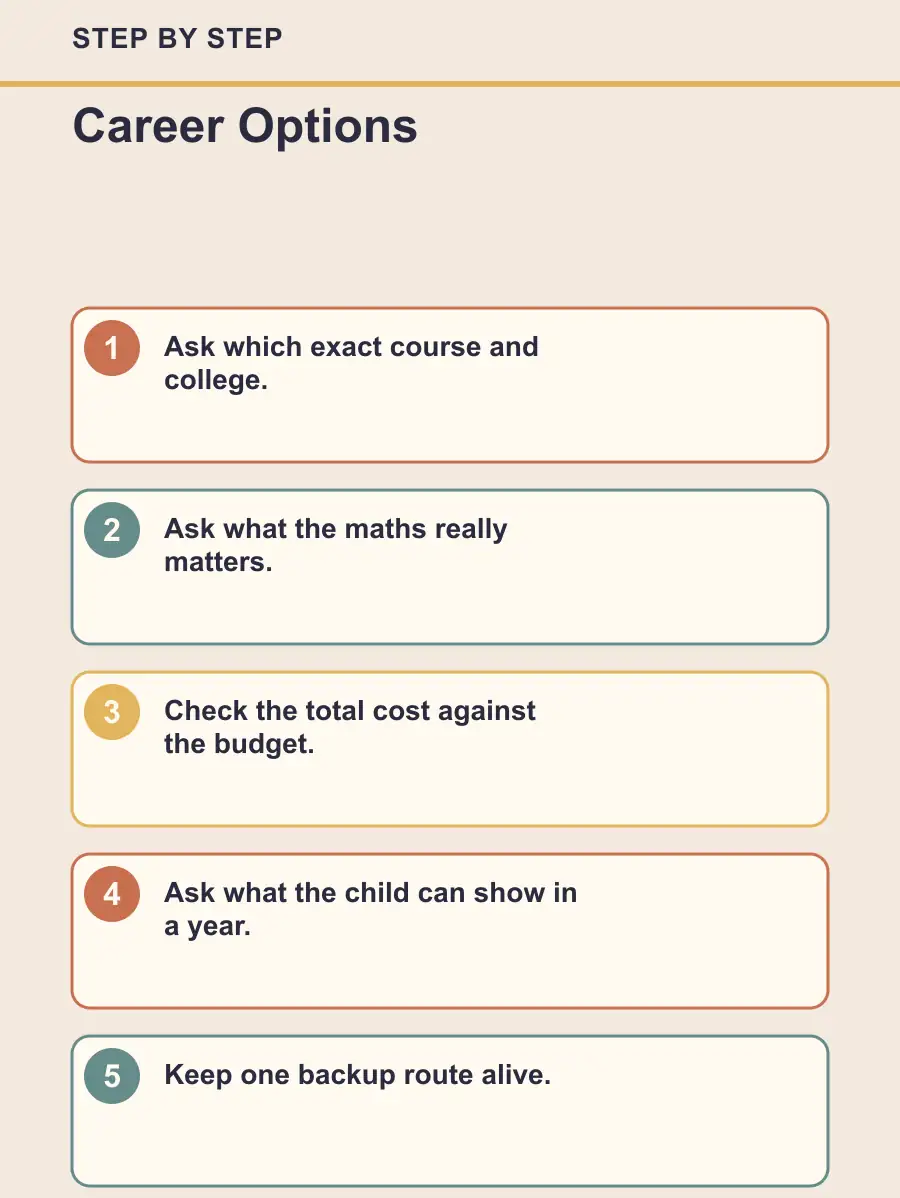 STEP BY STEP
Career Options
1
Ask which exact course and
college.
2
Ask what the maths really
matters.
3
Check the total cost against
the budget.
4
Ask what the child can show in
a year.
5
Keep one backup route alive.